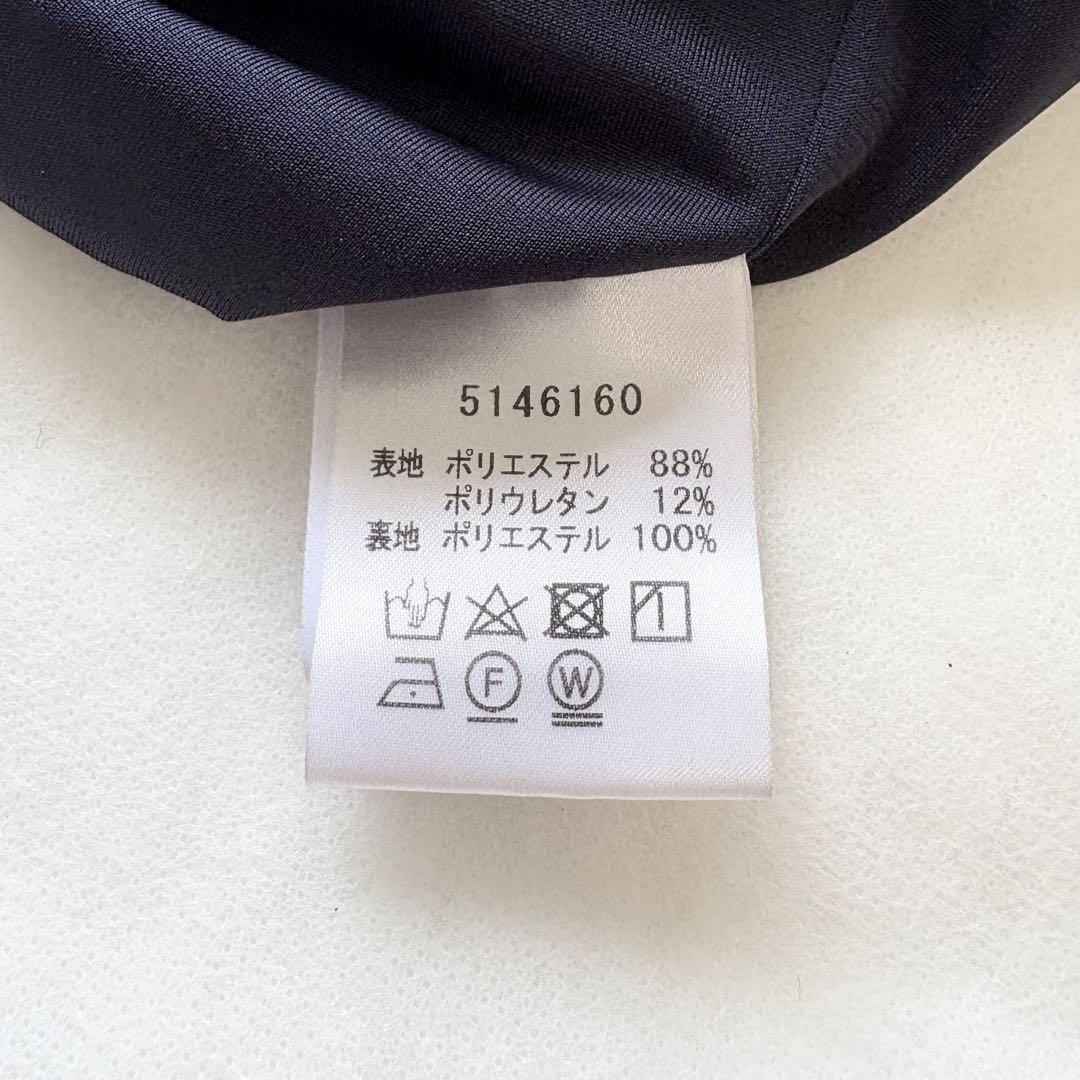 5146160
表地 ポリエステル 88%
ポリウレタン 12%
裏地 ポリエステル 100%
F W